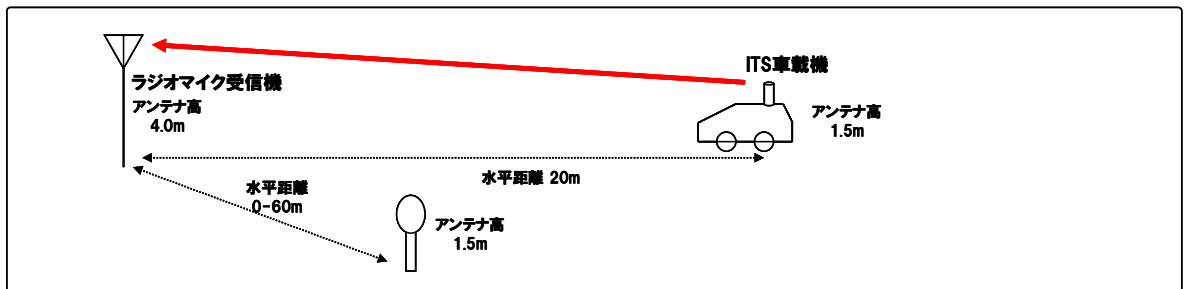 ITS車載機
ラジオマイク受信機
アンテナ高
4.0m
アンテナ高
1.5m
水平距離 20m
水平距離
0-60m
アンテナ高
1.5m